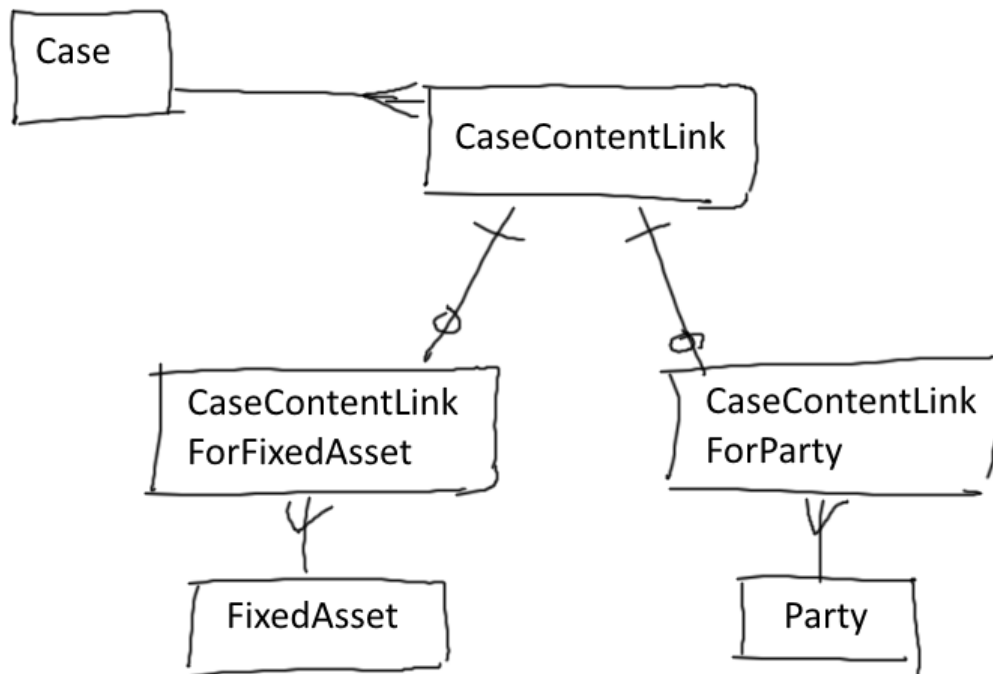 Case
CaseContentLink
CaseContentLink
ForFixedAsset
CaseContentLink
ForParty
FixedAsset
Party